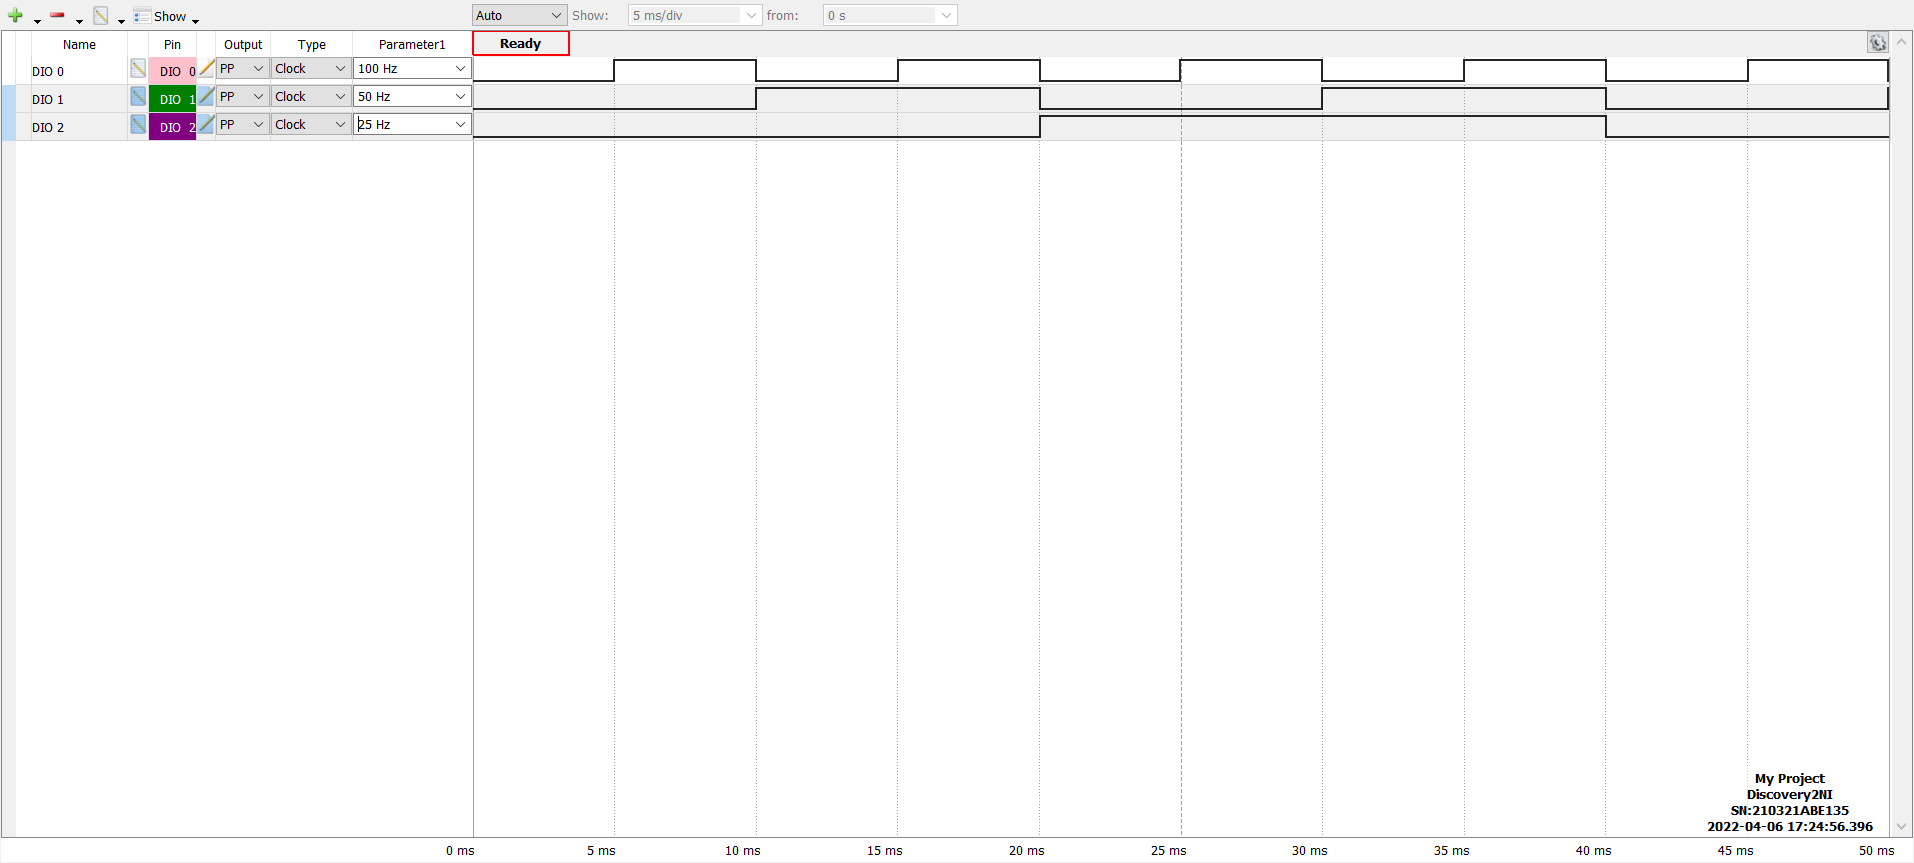 Show Auto Show: 5 ms/div from: 0 s
Name Pin Output Type Parameter1 Ready
DIO 0 DIO 0 PP Clock 100 Hz
DIO 1 DIO 1 PP Clock 50 Hz
DIO 2 DIO 2 PP Clock 25 Hz
My Project
Discovery2NI
SN:210321ABE135
2022-04-06 17:24:56.396
0 ms 5 ms 10 ms 15 ms 20 ms 25 ms 30 ms 35 ms 40 ms 45 ms 50 ms